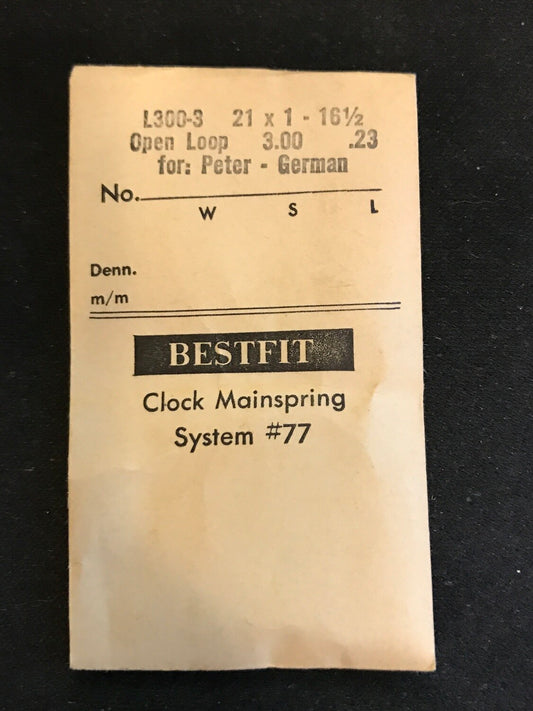 L300-3 21 x 1 - 16½
Open Loop 3.00 .23
for: Peter - German
No.
W S L
Denn.
m/m
BESTFIT
Clock Mainspring
System #77